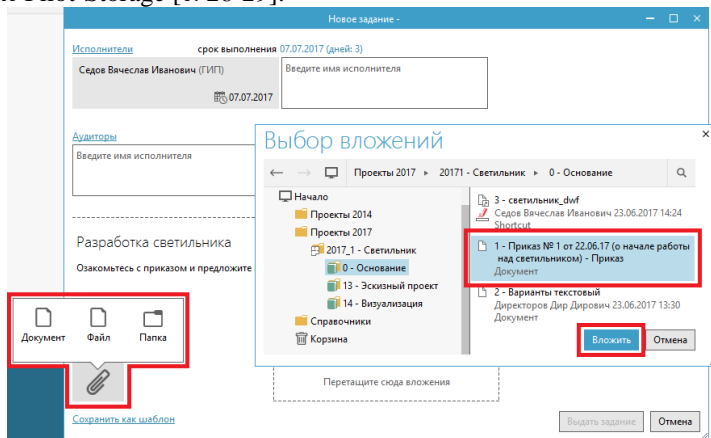 Pilot-Storage [с. 28-29].
Новое задание -
Исполнители срок выполнения 07.07.2017 (дней: 3)
Седов Вячеслав Иванович (ГИП)
07.07.2017
Введите имя исполнителя
Аудиторы
Введите имя исполнителя
Разработка светильника
Ознакомьтесь с приказом и предложите
Документ Файл Папка
Перетащите сюда вложения
Сохранить как шаблон
Выдать задание Отмена
Выбор вложений
Проекты 2017 20171 - Светильник 0 - Основание
Начало
Проекты 2014
Проекты 2017
2017_1 - Светильник
0 - Основание
13 - Эскизный проект
14 - Визуализация
Справочники
Корзина
3 - светильник_dwf
Седов Вячеслав Иванович 23.06.2017 14:24
Shortcut
1 - Приказ № 1 от 22.06.17 (о начале работы
над светильником) - Приказ
Документ
2 - Варианты текстовый
Директоров Дир Дирович 23.06.2017 13:30
Документ
Вложить Отмена